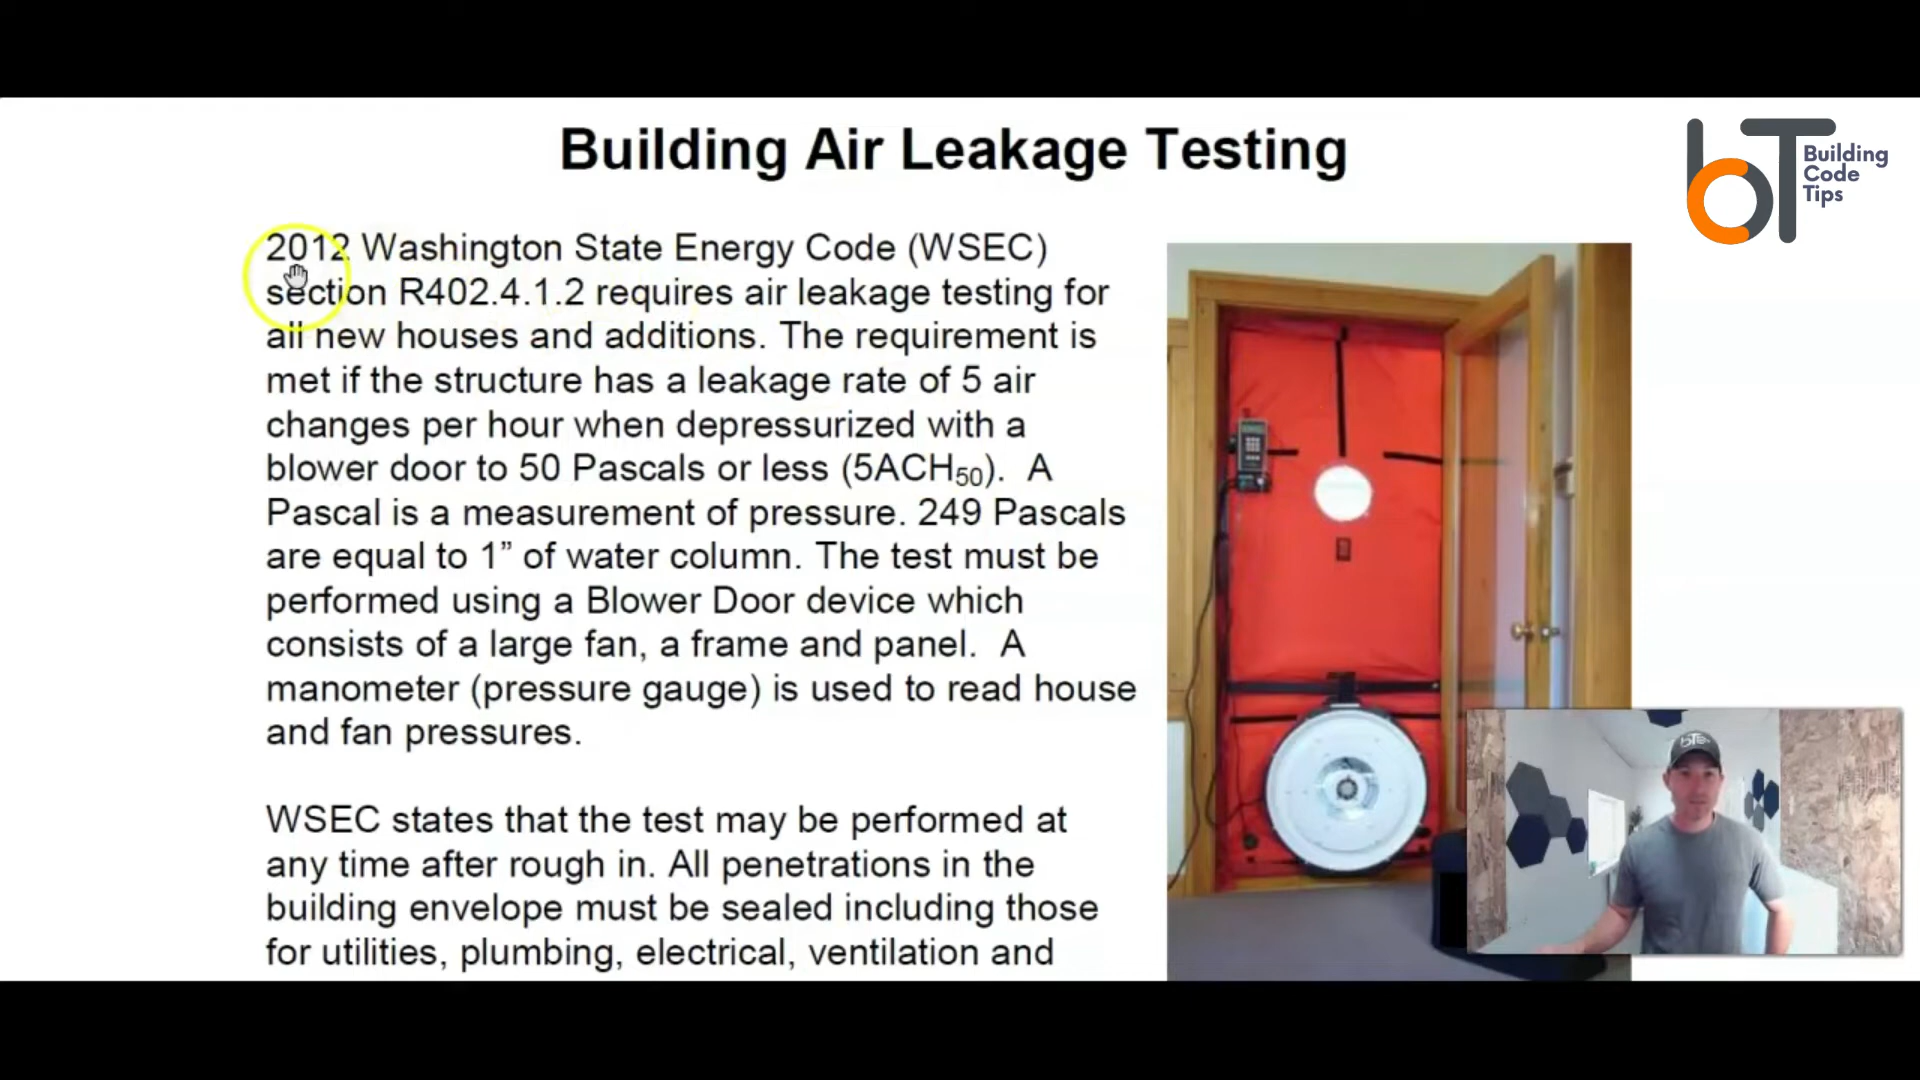 Building Air Leakage Testing
Building
Code
Tips
2012 Washington State Energy Code (WSEC)
section R402.4.1.2 requires air leakage testing for
all new houses and additions. The requirement is
met if the structure has a leakage rate of 5 air
changes per hour when depressurized with a
blower door to 50 Pascals or less (5ACH50). A
Pascal is a measurement of pressure. 249 Pascals
are equal to 1” of water column. The test must be
performed using a Blower Door device which
consists of a large fan, a frame and panel. A
manometer (pressure gauge) is used to read house
and fan pressures.
WSEC states that the test may be performed at
any time after rough in. All penetrations in the
building envelope must be sealed including those
for utilities, plumbing, electrical, ventilation and
bT